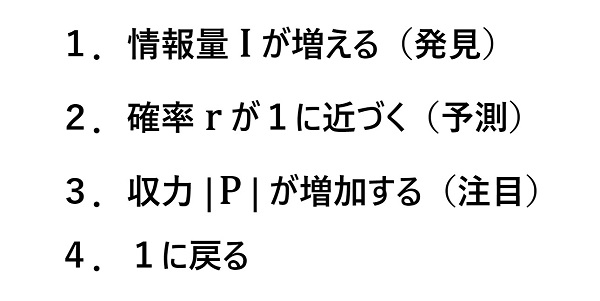 １．情報量 I が増える（発見）
２．確率 r が１に近づく（予測）
３．収力 | P | が増加する（注目）
４．１に戻る